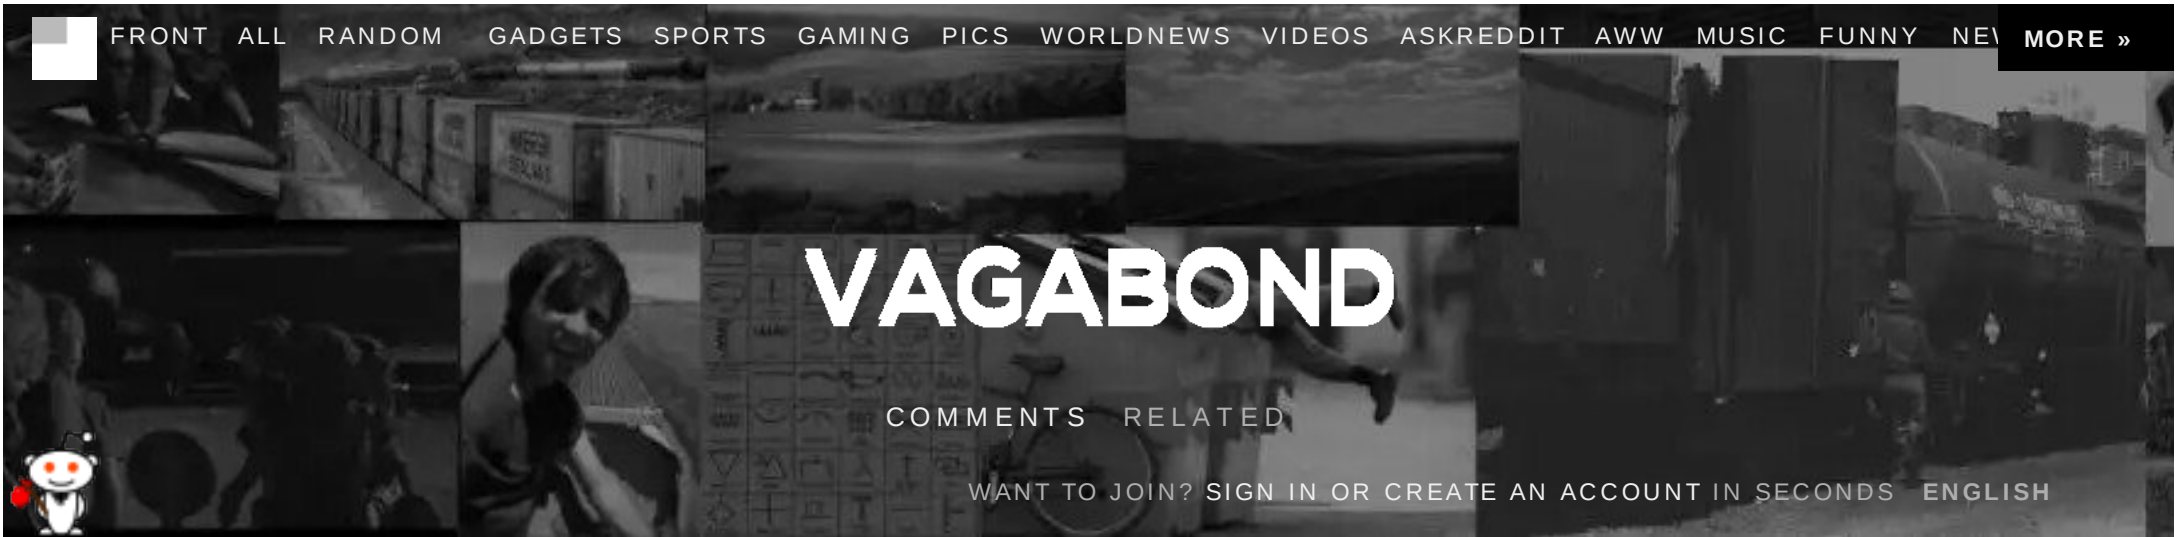 FRONT ALL RANDOM GADGETS SPORTS GAMING PICS WORLDNEWS VIDEOS ASKREDDIT AWW MUSIC FUNNY MORE »
VAGABOND
COMMENTS RELATED
WANT TO JOIN? SIGN IN OR CREATE AN ACCOUNT IN SECONDS ENGLISH